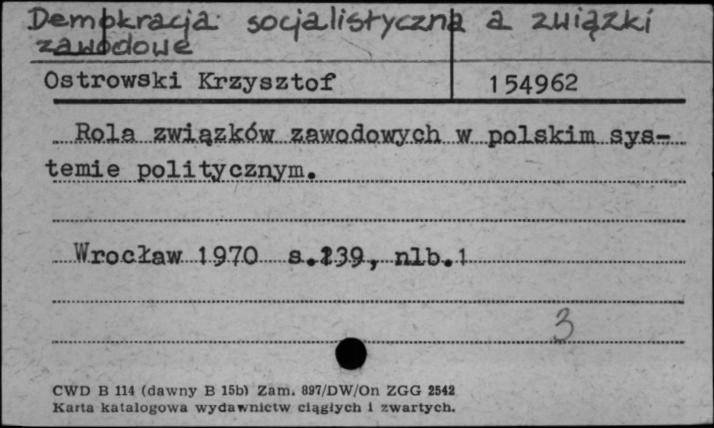 Demokracja socjalistyczna a związki
zawodowe
Ostrowski Krzysztof 154962
Rola związków zawodowych w polskim sys-
temie politycznym.
Wrocław 1970 s.239, nlb.1
3
CWD B 114 (dawny B 15b) Zam. 897/DW/On ZGG 2542
Karta katalogowa wydawnictw ciągłych i zwartych.